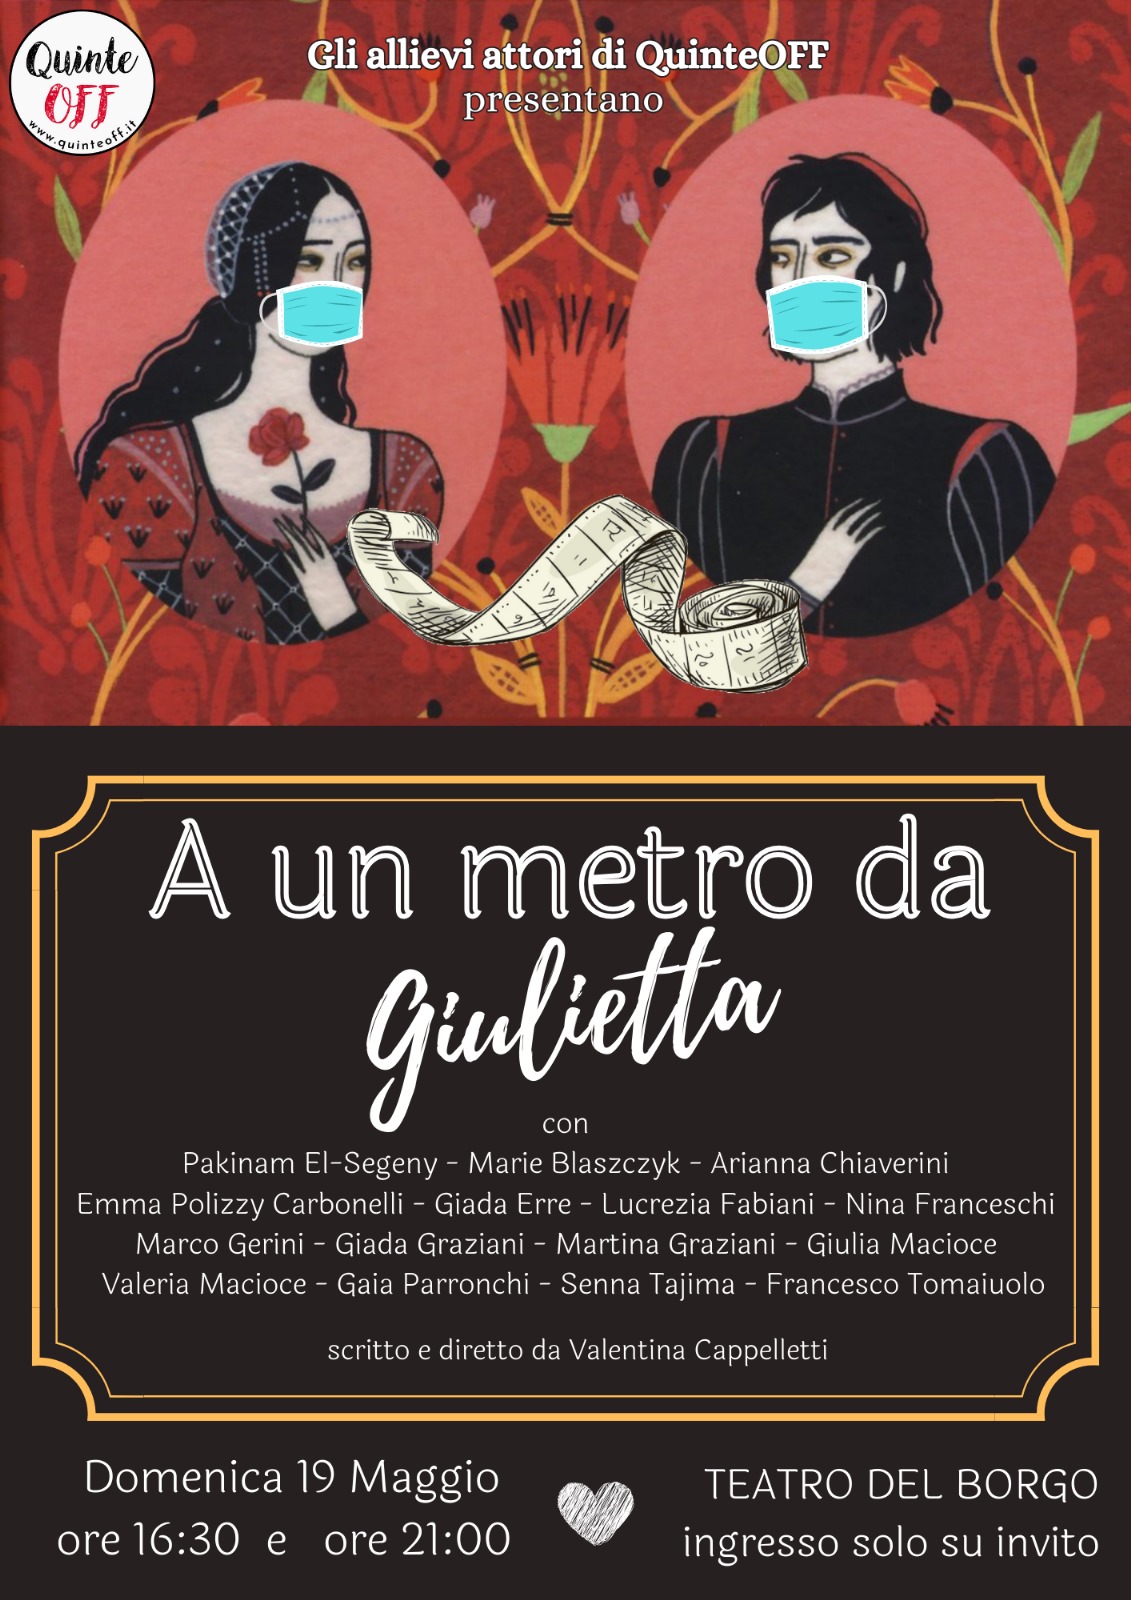 Quinte
OFF
www.quinteoff.it
Gli allievi attori di QuinteOFF
presentano
A un metro da
Giulietta
con
Pakinam El-Segeny - Marie Blaszczyk - Arianna Chiaverini
Emma Polizzy Carbonelli - Giada Erre - Lucrezia Fabiani - Nina Franceschi
Marco Gerini - Giada Graziani - Martina Graziani - Giulia Macioce
Valeria Macioce - Gaia Parronchi - Senna Tajima - Francesco Tomaiuolo
scritto e diretto da Valentina Cappelletti
Domenica 19 Maggio
ore 16:30 e ore 21:00
TEATRO DEL BORGO
ingresso solo su invito